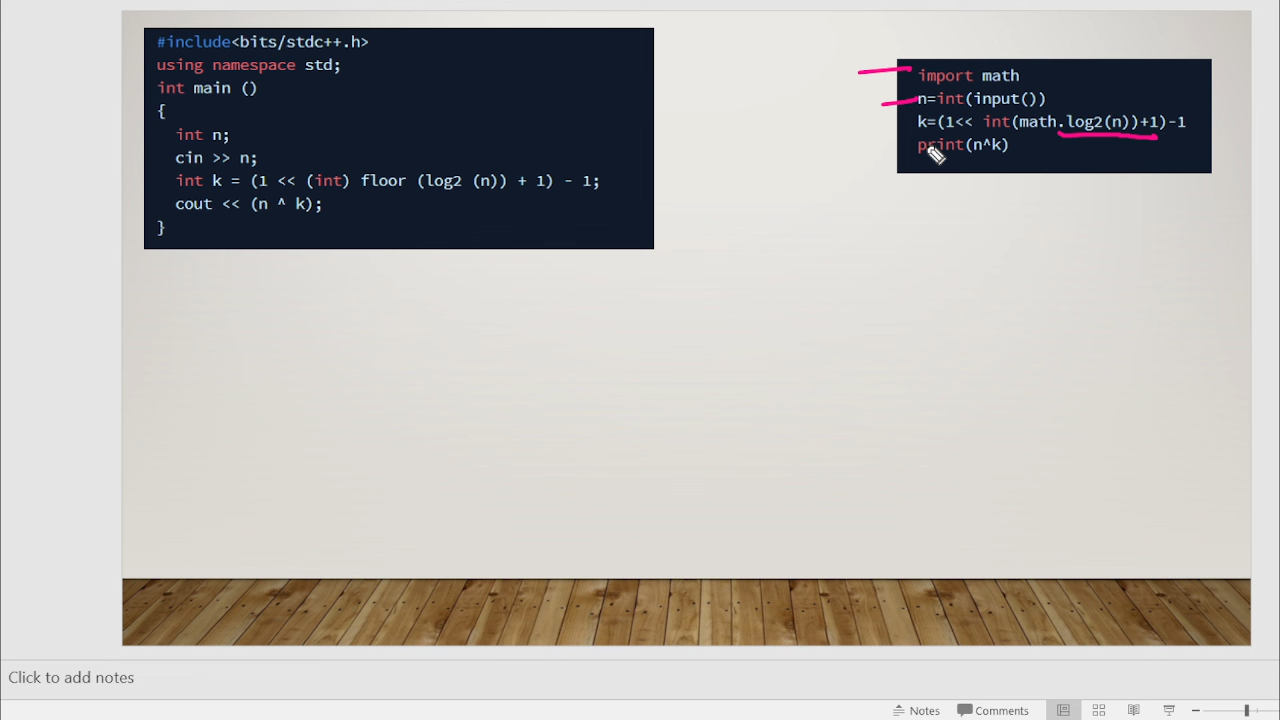 #include<bits/stdc++.h>
using namespace std;
int main ()
{
int n;
cin >> n;
int k = (1 << (int) floor (log2 (n)) + 1) - 1;
cout << (n ^ k);
}
import math
n=int(input())
k=(1<< int(math.log2(n))+1)-1
print(n^k)
Click to add notes
Notes
Comments